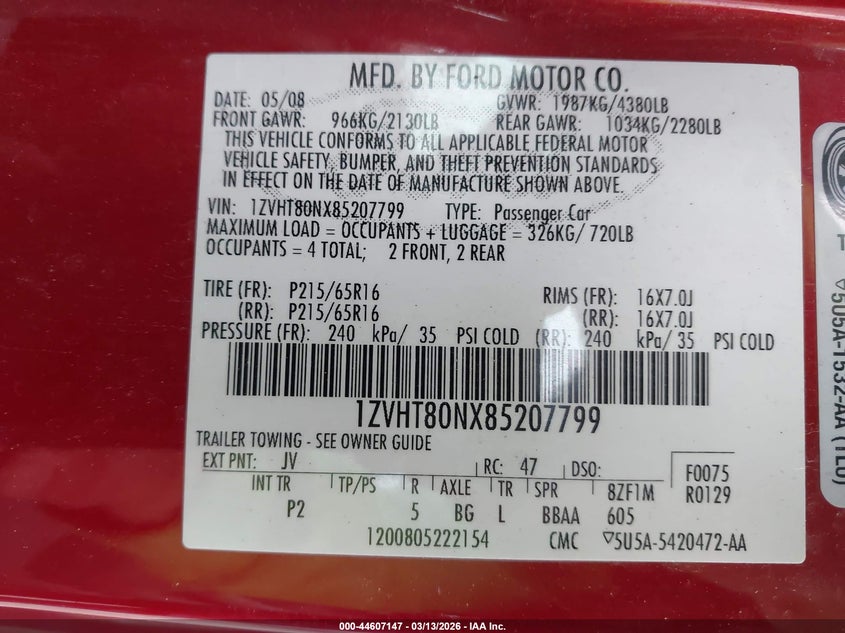 MFD. BY FORD MOTOR CO.
DATE: 05/08 GVWR: 1987KG/4380LB
FRONT GAWR: 966KG/2130LB REAR GAWR: 1034KG/2280LB
THIS VEHICLE CONFORMS TO ALL APPLICABLE FEDERAL MOTOR
VEHICLE SAFETY, BUMPER, AND THEFT PREVENTION STANDARDS
IN EFFECT ON THE DATE OF MANUFACTURE SHOWN ABOVE.
VIN: 1ZVHT80NX85207799 TYPE: Passenger Car
MAXIMUM LOAD = OCCUPANTS + LUGGAGE = 326KG/ 720LB
OCCUPANTS = 4 TOTAL; 2 FRONT, 2 REAR
TIRE (FR): P215/65R16 RIMS (FR): 16X7.0J
(RR): P215/65R16 (RR): 16X7.0J
PRESSURE (FR): 240 kPa/ 35 PSI COLD (RR): 240 kPa/ 35 PSI COLD
1ZVHT80NX85207799
TRAILER TOWING - SEE OWNER GUIDE
EXT PNT: JV RC: 47 DSO: F0075
INT TR TP/PS R AXLE TR SPR 8ZF1M R0129
P2 5 BG L BBAA 605
1200805222154 CMC ▽5U5A-5420472-AA
T
▽5U5A-1532-AA (TL0)
000-44607147 - 03/13/2026 - IAA Inc.